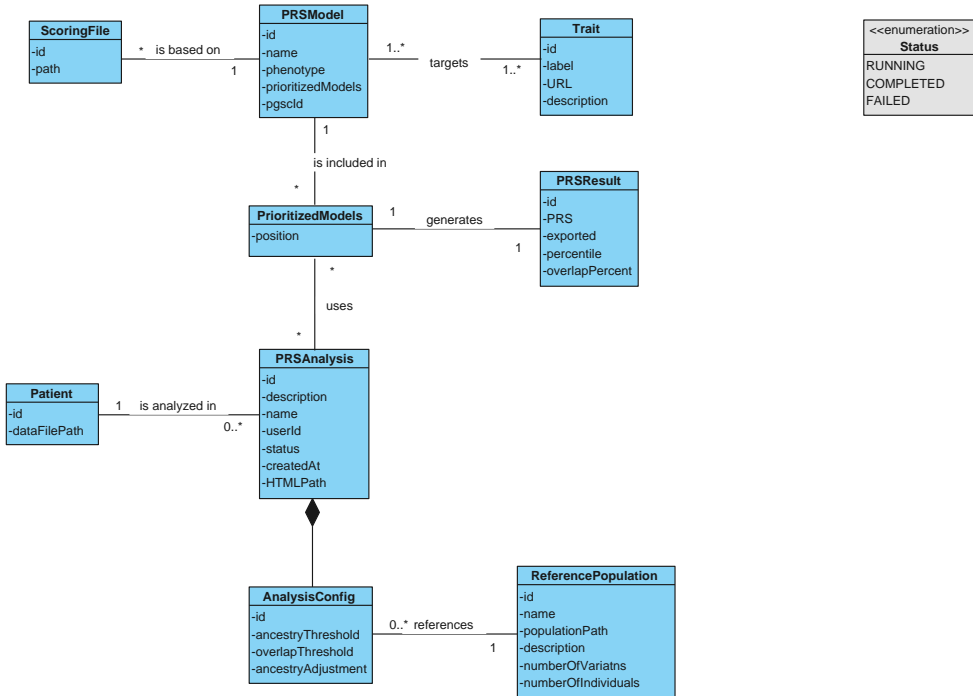 ScoringFile
-id
-path
* is based on
1
PRSModel
-id
-name
-phenotype
-prioritizedModels
-pgscId
1..*
targets
1..*
Trait
-id
-label
-URL
-description
<<enumeration>>
Status
RUNNING
COMPLETED
FAILED
1
is included in
*
PrioritizedModels
-position
1
generates
1
PRSResult
-id
-PRS
-exported
-percentile
-overlapPercent
*
uses
*
Patient
-id
-dataFilePath
1 is analyzed in
0..*
PRSAnalysis
-id
-description
-name
-userId
-status
-createdAt
-HTMLPath
AnalysisConfig
-id
-ancestryThreshold
-overlapThreshold
-ancestryAdjustment
0..* references
1
ReferencePopulation
-id
-name
-populationPath
-description
-numberOfVariatns
-numberOfIndividuals